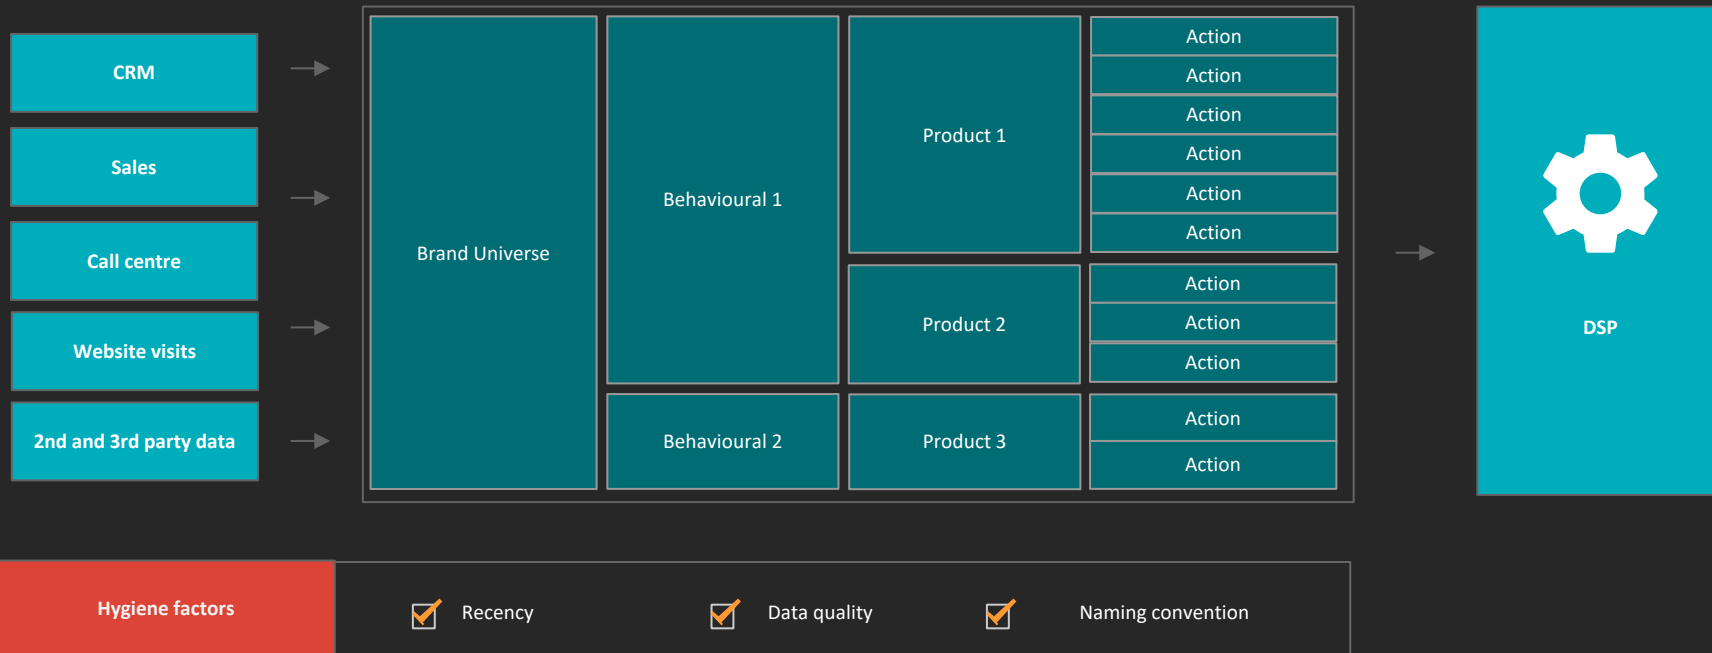 CRM
Sales
Call centre
Website visits
2nd and 3rd party data
Brand Universe
Behavioural 1
Behavioural 2
Product 1
Product 2
Product 3
Action
Action
Action
Action
Action
Action
Action
Action
Action
Action
Action
DSP
Hygiene factors
Recency
Data quality
Naming convention